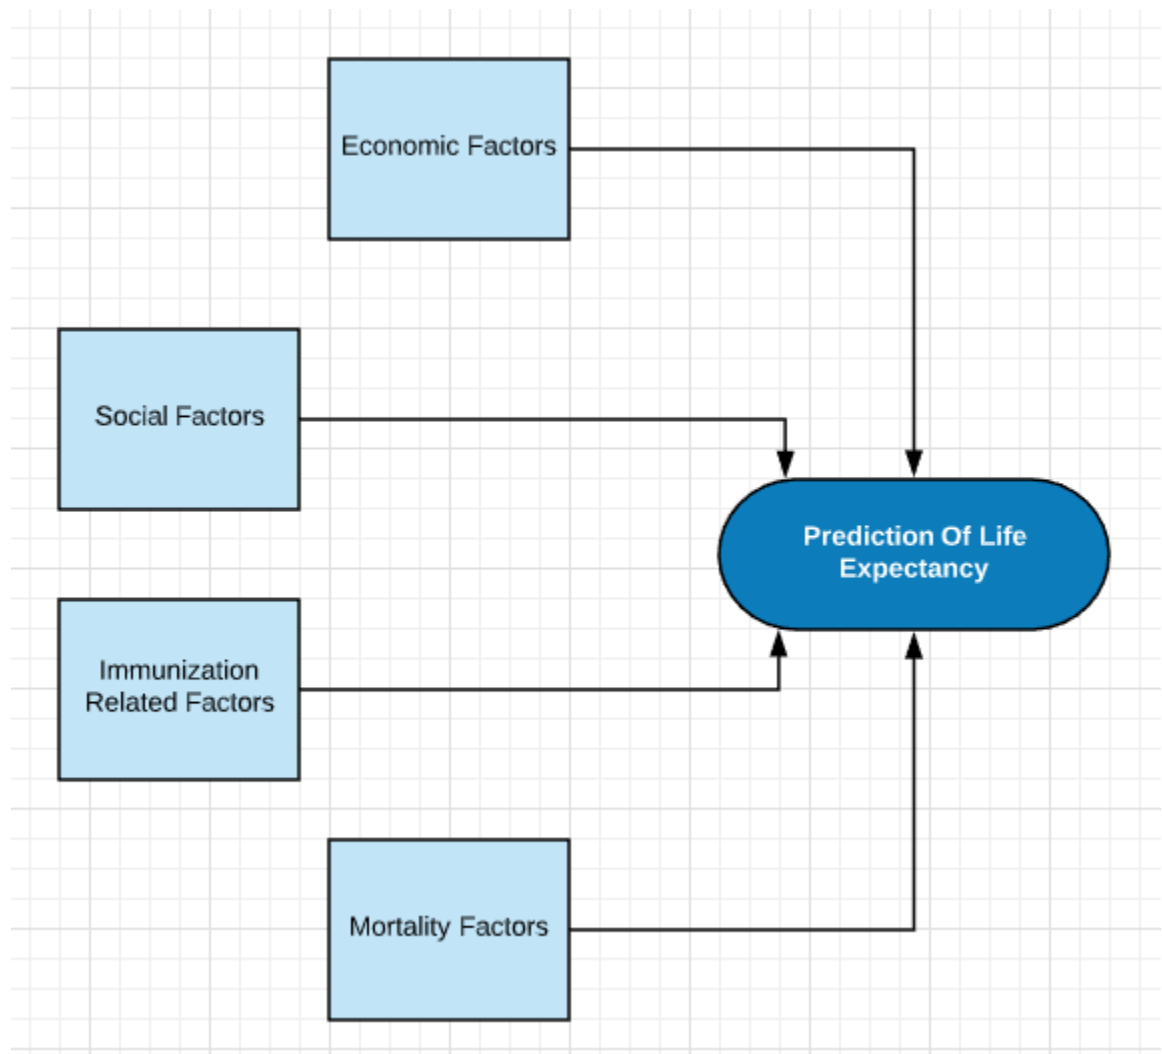 Economic Factors
Social Factors
Prediction Of Life
Expectancy
Immunization
Related Factors
Mortality Factors